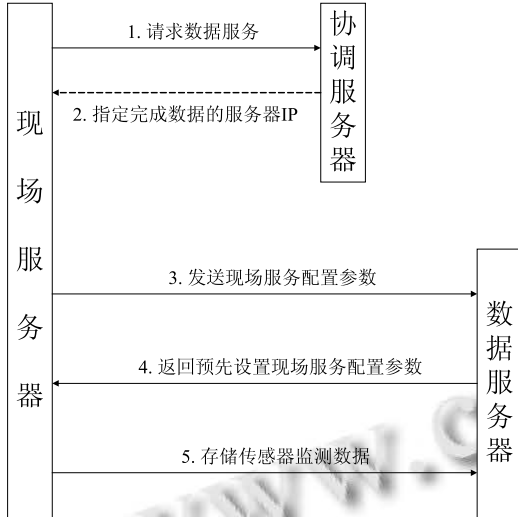 1. 请求数据服务
协调服务器
2. 指定完成数据的服务器IP
现场服务器
3. 发送现场服务配置参数
数据服务器
4. 返回预先设置现场服务配置参数
5. 存储传感器监测数据
www.c